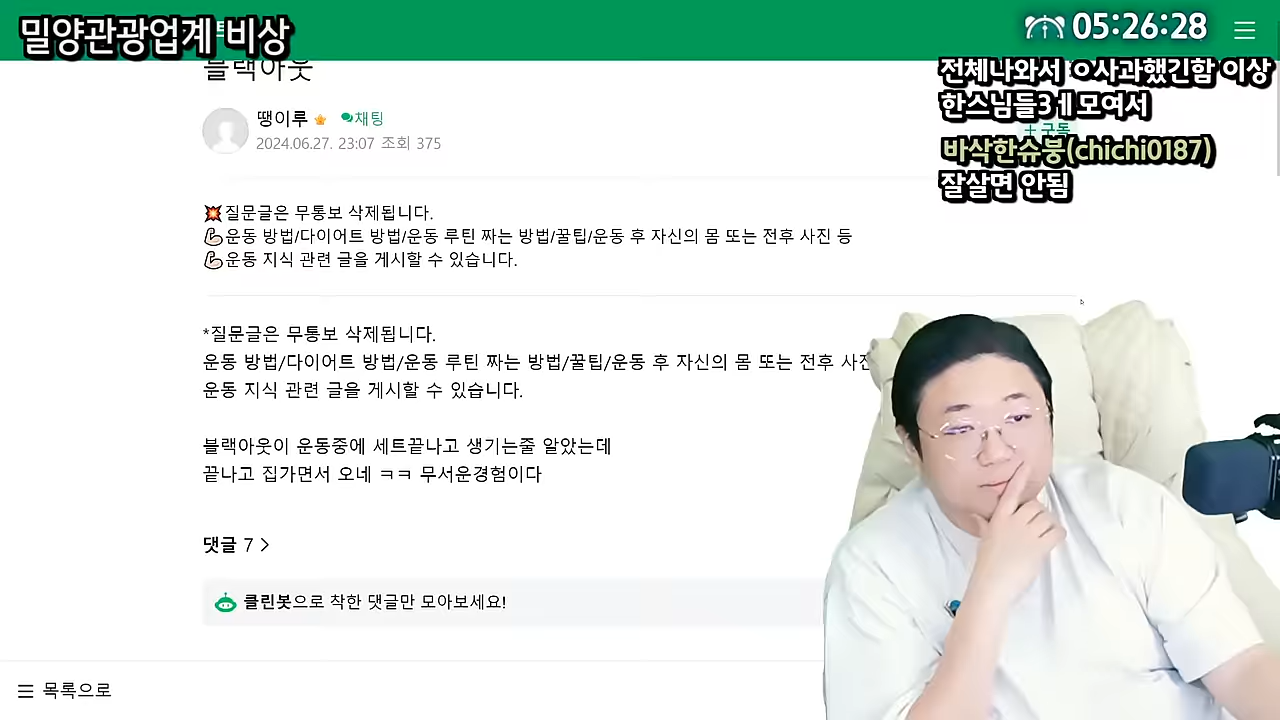 밀양관광업계 비상
05:26:28
블랙아웃
전체나와서 ㅇ사과했긴함 이상
한스님들3ㅔ모여서
+ 구독
바삭한슈붕(chichi0187)
잘살면 안됨
땡이루
채팅
2024.06.27. 23:07 조회 375
💥질문글은 무통보 삭제됩니다.
💪운동 방법/다이어트 방법/운동 루틴 짜는 방법/꿀팁/운동 후 자신의 몸 또는 전후 사진 등
💪운동 지식 관련 글을 게시할 수 있습니다.
*질문글은 무통보 삭제됩니다.
운동 방법/다이어트 방법/운동 루틴 짜는 방법/꿀팁/운동 후 자신의 몸 또는 전후 사진
운동 지식 관련 글을 게시할 수 있습니다.
블랙아웃이 운동중에 세트끝나고 생기는줄 알았는데
끝나고 집가면서 오네 ㅋㅋ 무서운경험이다
댓글 7 >
클린봇으로 착한 댓글만 모아보세요!
목록으로